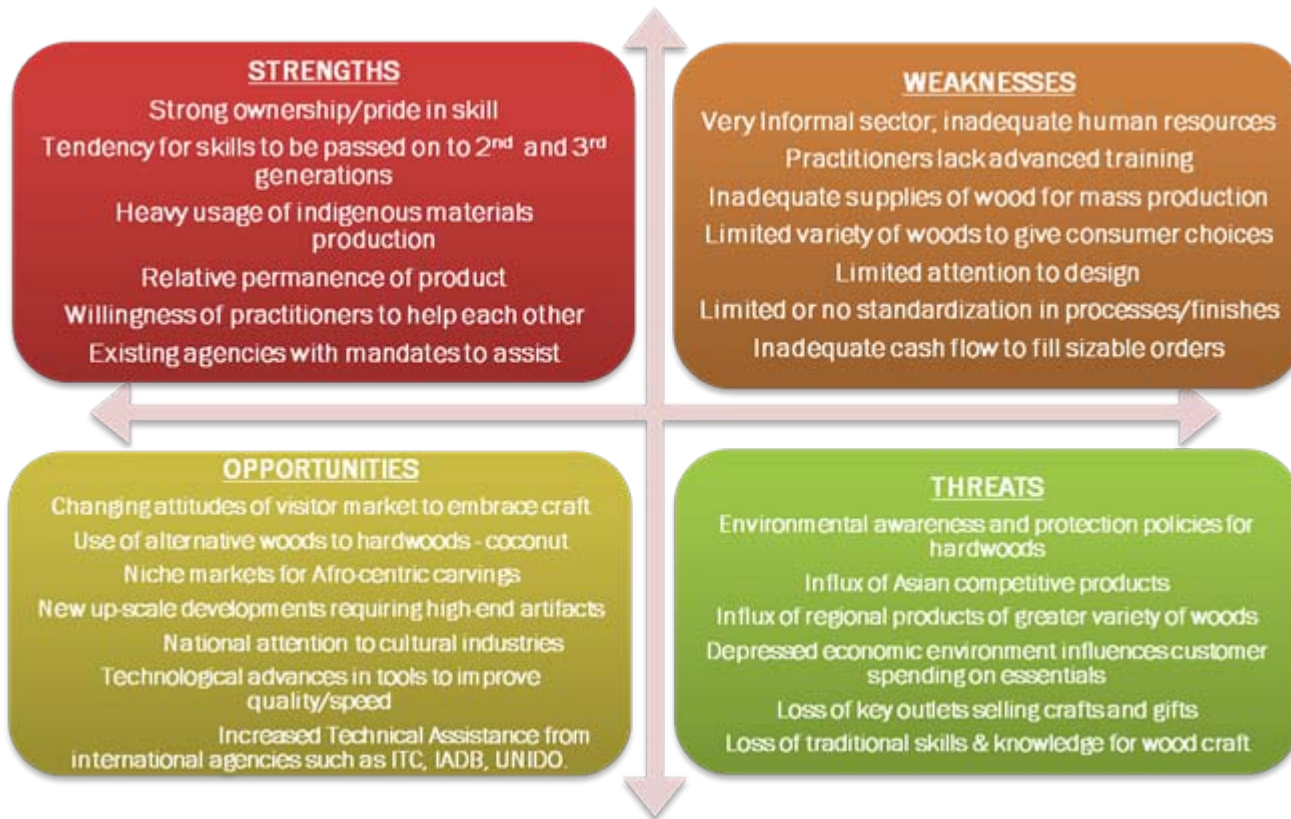 STRENGTHS
Strong ownership/pride in skill
Tendency for skills to be passed on to 2nd and 3rd
generations
Heavy usage of indigenous materials
production
Relative permanence of product
Willingness of practitioners to help each other
Existing agencies with mandates to assist
WEAKNESSES
Very Informal sector; inadequate human resources
Practitioners lack advanced training
Inadequate supplies of wood for mass production
Limited variety of woods to give consumer choices
Limited attention to design
Limited or no standardization in processes/finishes
Inadequate cash flow to fill sizable orders
OPPORTUNITIES
Changing attitudes of visitor market to embrace craft
Use of alternative woods to hardwoods - coconut
Niche markets for Afro-centric carvings
New up-scale developments requiring high-end artifacts
National attention to cultural industries
Technological advances in tools to improve
quality/speed
Increased Technical Assistance from
international agencies such as ITC, IADB, UNIDO.
THREATS
Environmental awareness and protection policies for
hardwoods
Influx of Asian competitive products
Influx of regional products of greater variety of woods
Depressed economic environment influences customer
spending on essentials
Loss of key outlets selling crafts and gifts
Loss of traditional skills & knowledge for wood craft